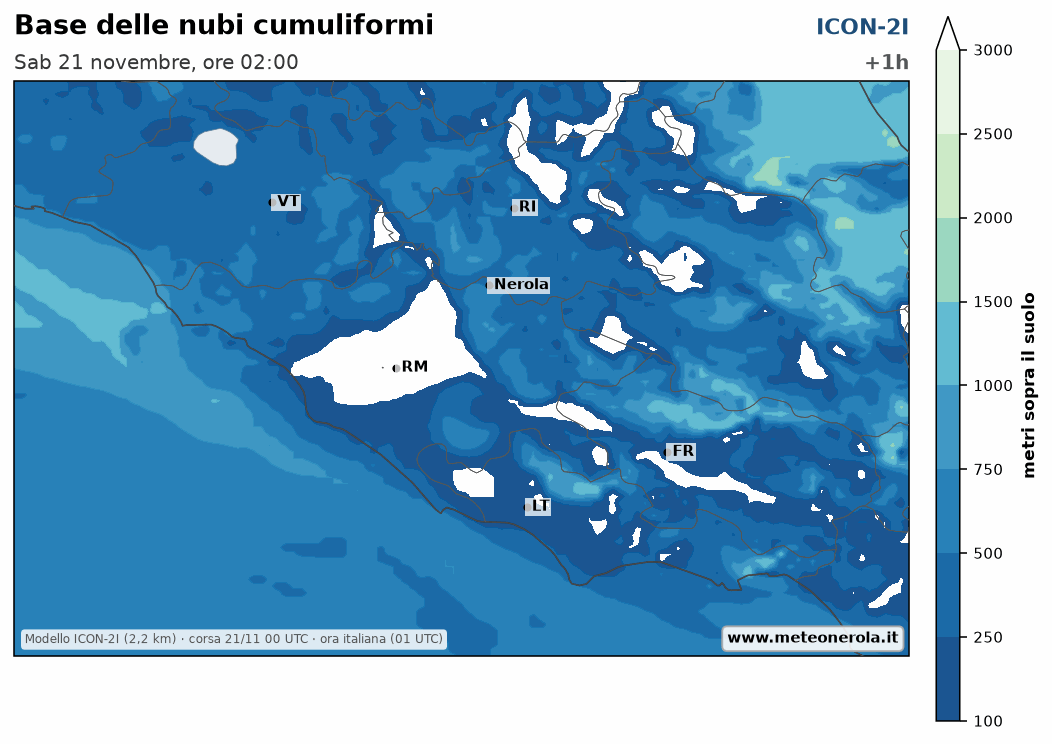 Base delle nubi cumuliformi
ICON-2I
Sab 21 novembre, ore 02:00
+1h
VT
RI
Nerola
RM
FR
LT
Modello ICON-2I (2,2 km) · corsa 21/11 00 UTC · ora italiana (01 UTC)
www.meteonerola.it
3000
2500
2000
1500
1000
750
500
250
100
metri sopra il suolo